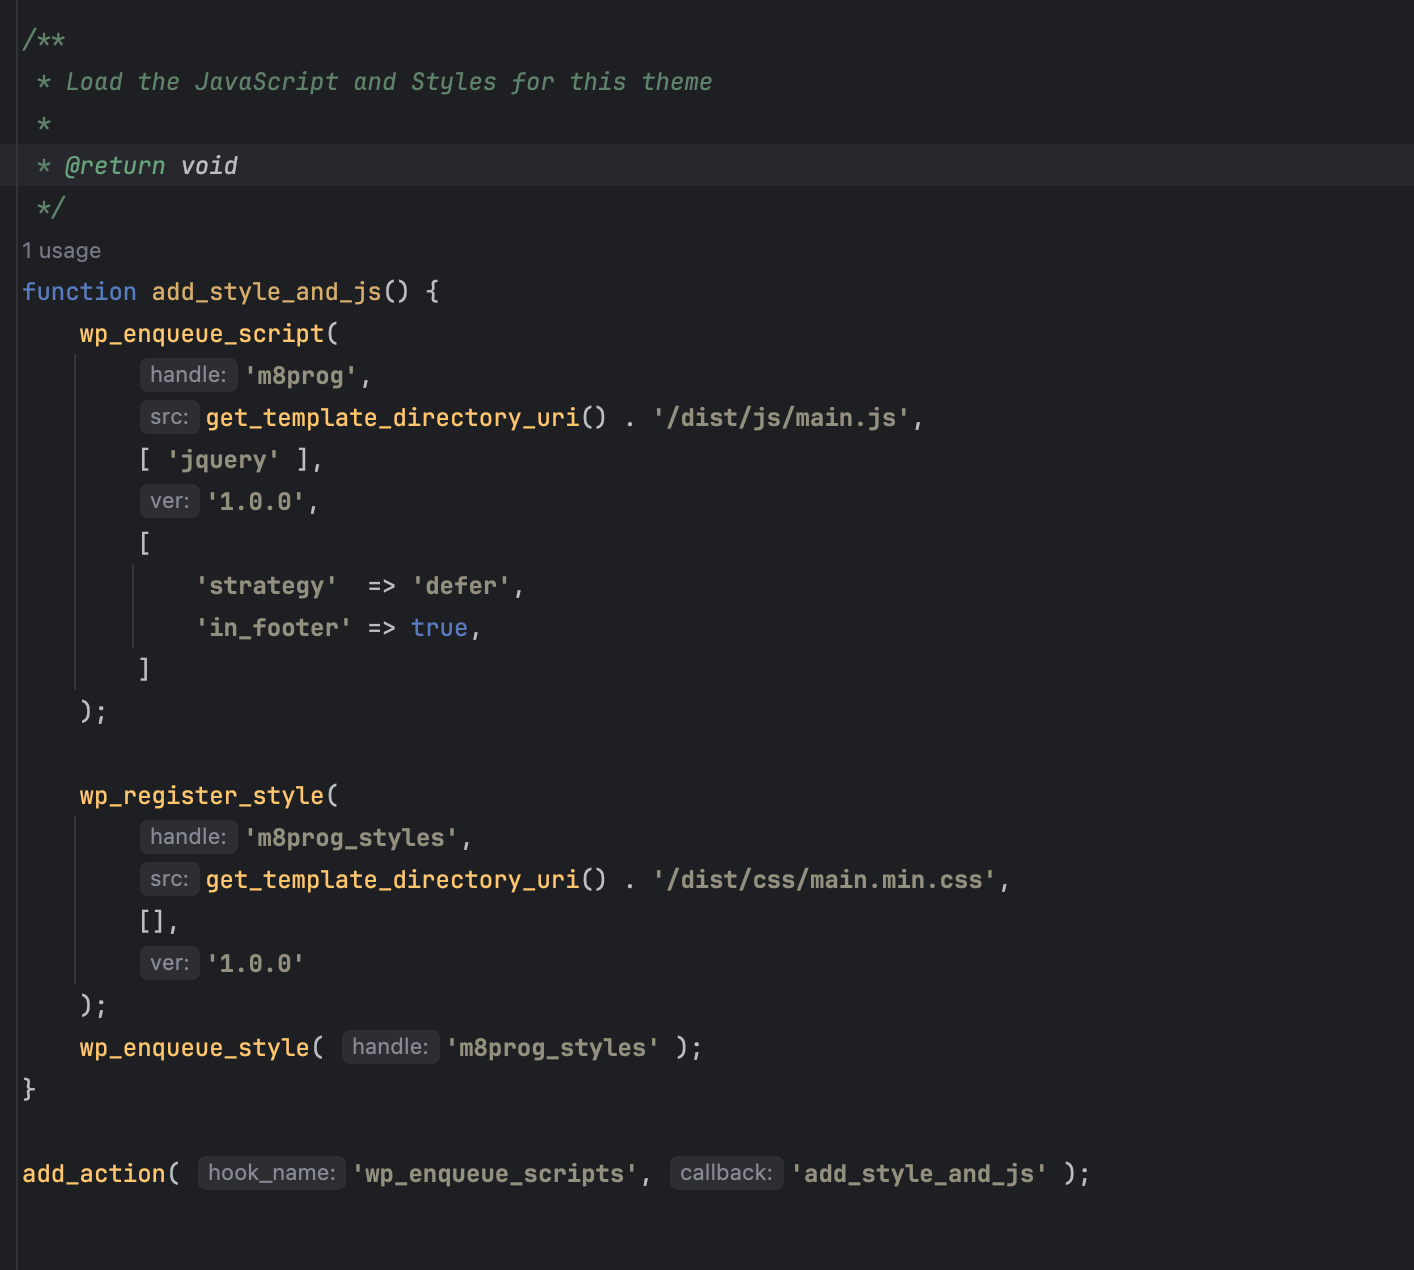 /**
 * Load the JavaScript and Styles for this theme
 *
 * @return void
 */
1 usage
function add_style_and_js() {
    wp_enqueue_script(
        handle: 'm8prog',
        src: get_template_directory_uri() . '/dist/js/main.js',
        [ 'jquery' ],
        ver: '1.0.0',
        [
            'strategy'  => 'defer',
            'in_footer' => true,
        ]
    );

    wp_register_style(
        handle: 'm8prog_styles',
        src: get_template_directory_uri() . '/dist/css/main.min.css',
        [],
        ver: '1.0.0'
    );
    wp_enqueue_style( handle: 'm8prog_styles' );
}

add_action( hook_name: 'wp_enqueue_scripts', callback: 'add_style_and_js' );